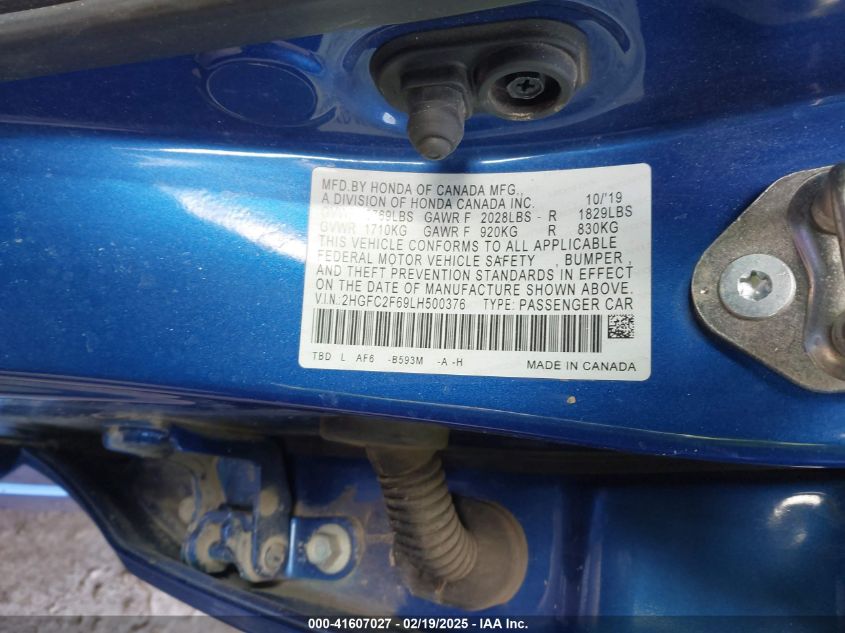 MFD.BY HONDA OF CANADA MFG.,
A DIVISION OF HONDA CANADA INC. 10/'19
GVWR 3769LBS GAWR F 2028LBS - R 1829LBS
GVWR 1710KG GAWR F 920KG R 830KG
THIS VEHICLE CONFORMS TO ALL APPLICABLE
FEDERAL MOTOR VEHICLE SAFETY , BUMPER ,
AND THEFT PREVENTION STANDARDS IN EFFECT
ON THE DATE OF MANUFACTURE SHOWN ABOVE.
V.I.N.:2HGFC2F69LH500376 TYPE: PASSENGER CAR
TBD L AF6 -B593M -A -H MADE IN CANADA
000-41607027 - 02/19/2025 - IAA Inc.